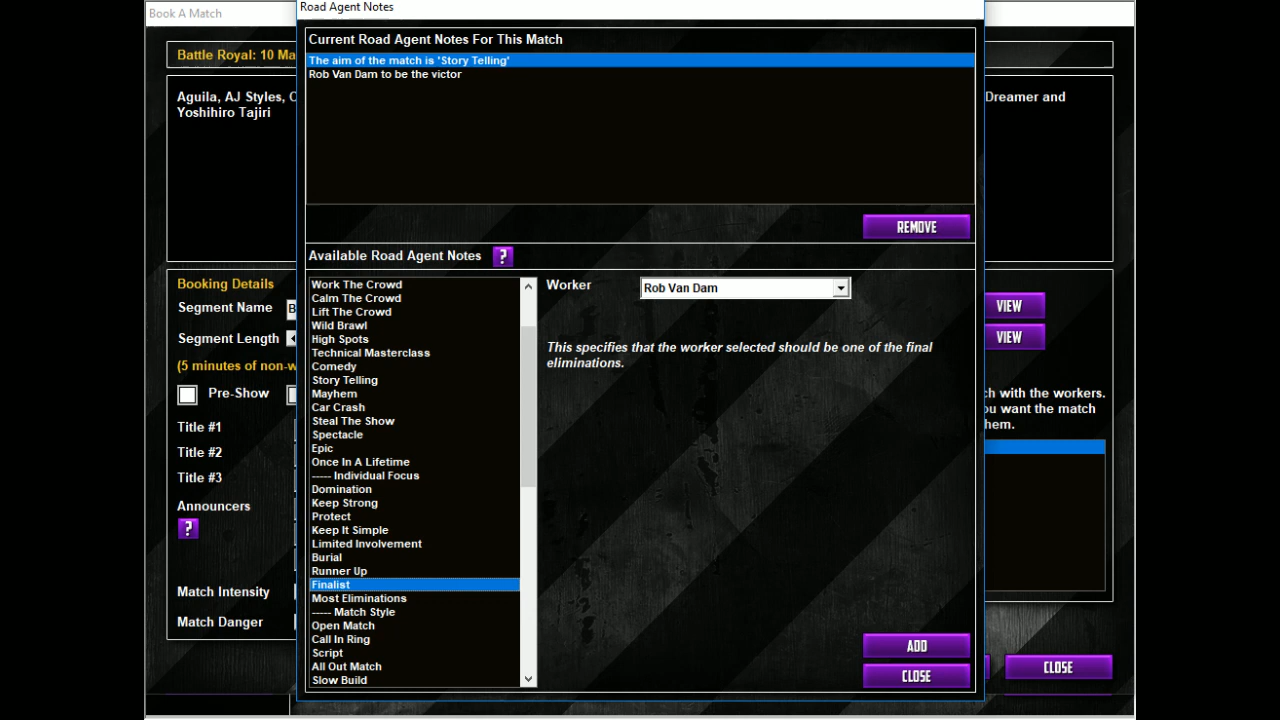 Book A Match
Road Agent Notes
Battle Royal: 10 Ma
Current Road Agent Notes For This Match
The aim of the match is 'Story Telling'
Rob Van Dam to be the victor
Aguila, AJ Styles,
Dreamer and
Yoshihiro Tajiri
REMOVE
Available Road Agent Notes ?
Work The Crowd
Calm The Crowd
Lift The Crowd
Wild Brawl
High Spots
Technical Masterclass
Comedy
Story Telling
Mayhem
Car Crash
Steal The Show
Spectacle
Epic
Once In A Lifetime
----- Individual Focus
Domination
Keep Strong
Protect
Keep It Simple
Limited Involvement
Burial
Runner Up
Finalist
Most Eliminations
----- Match Style
Open Match
Call In Ring
Script
All Out Match
Slow Build
Worker Rob Van Dam
This specifies that the worker selected should be one of the final
eliminations.
ADD
CLOSE
Booking Details
Segment Name
Segment Length
(5 minutes of non-w
Pre-Show
Title #1
Title #2
Title #3
Announcers
?
Match Intensity
Match Danger
VIEW
VIEW
ch with the workers.
ou want the match
hem.
CLOSE